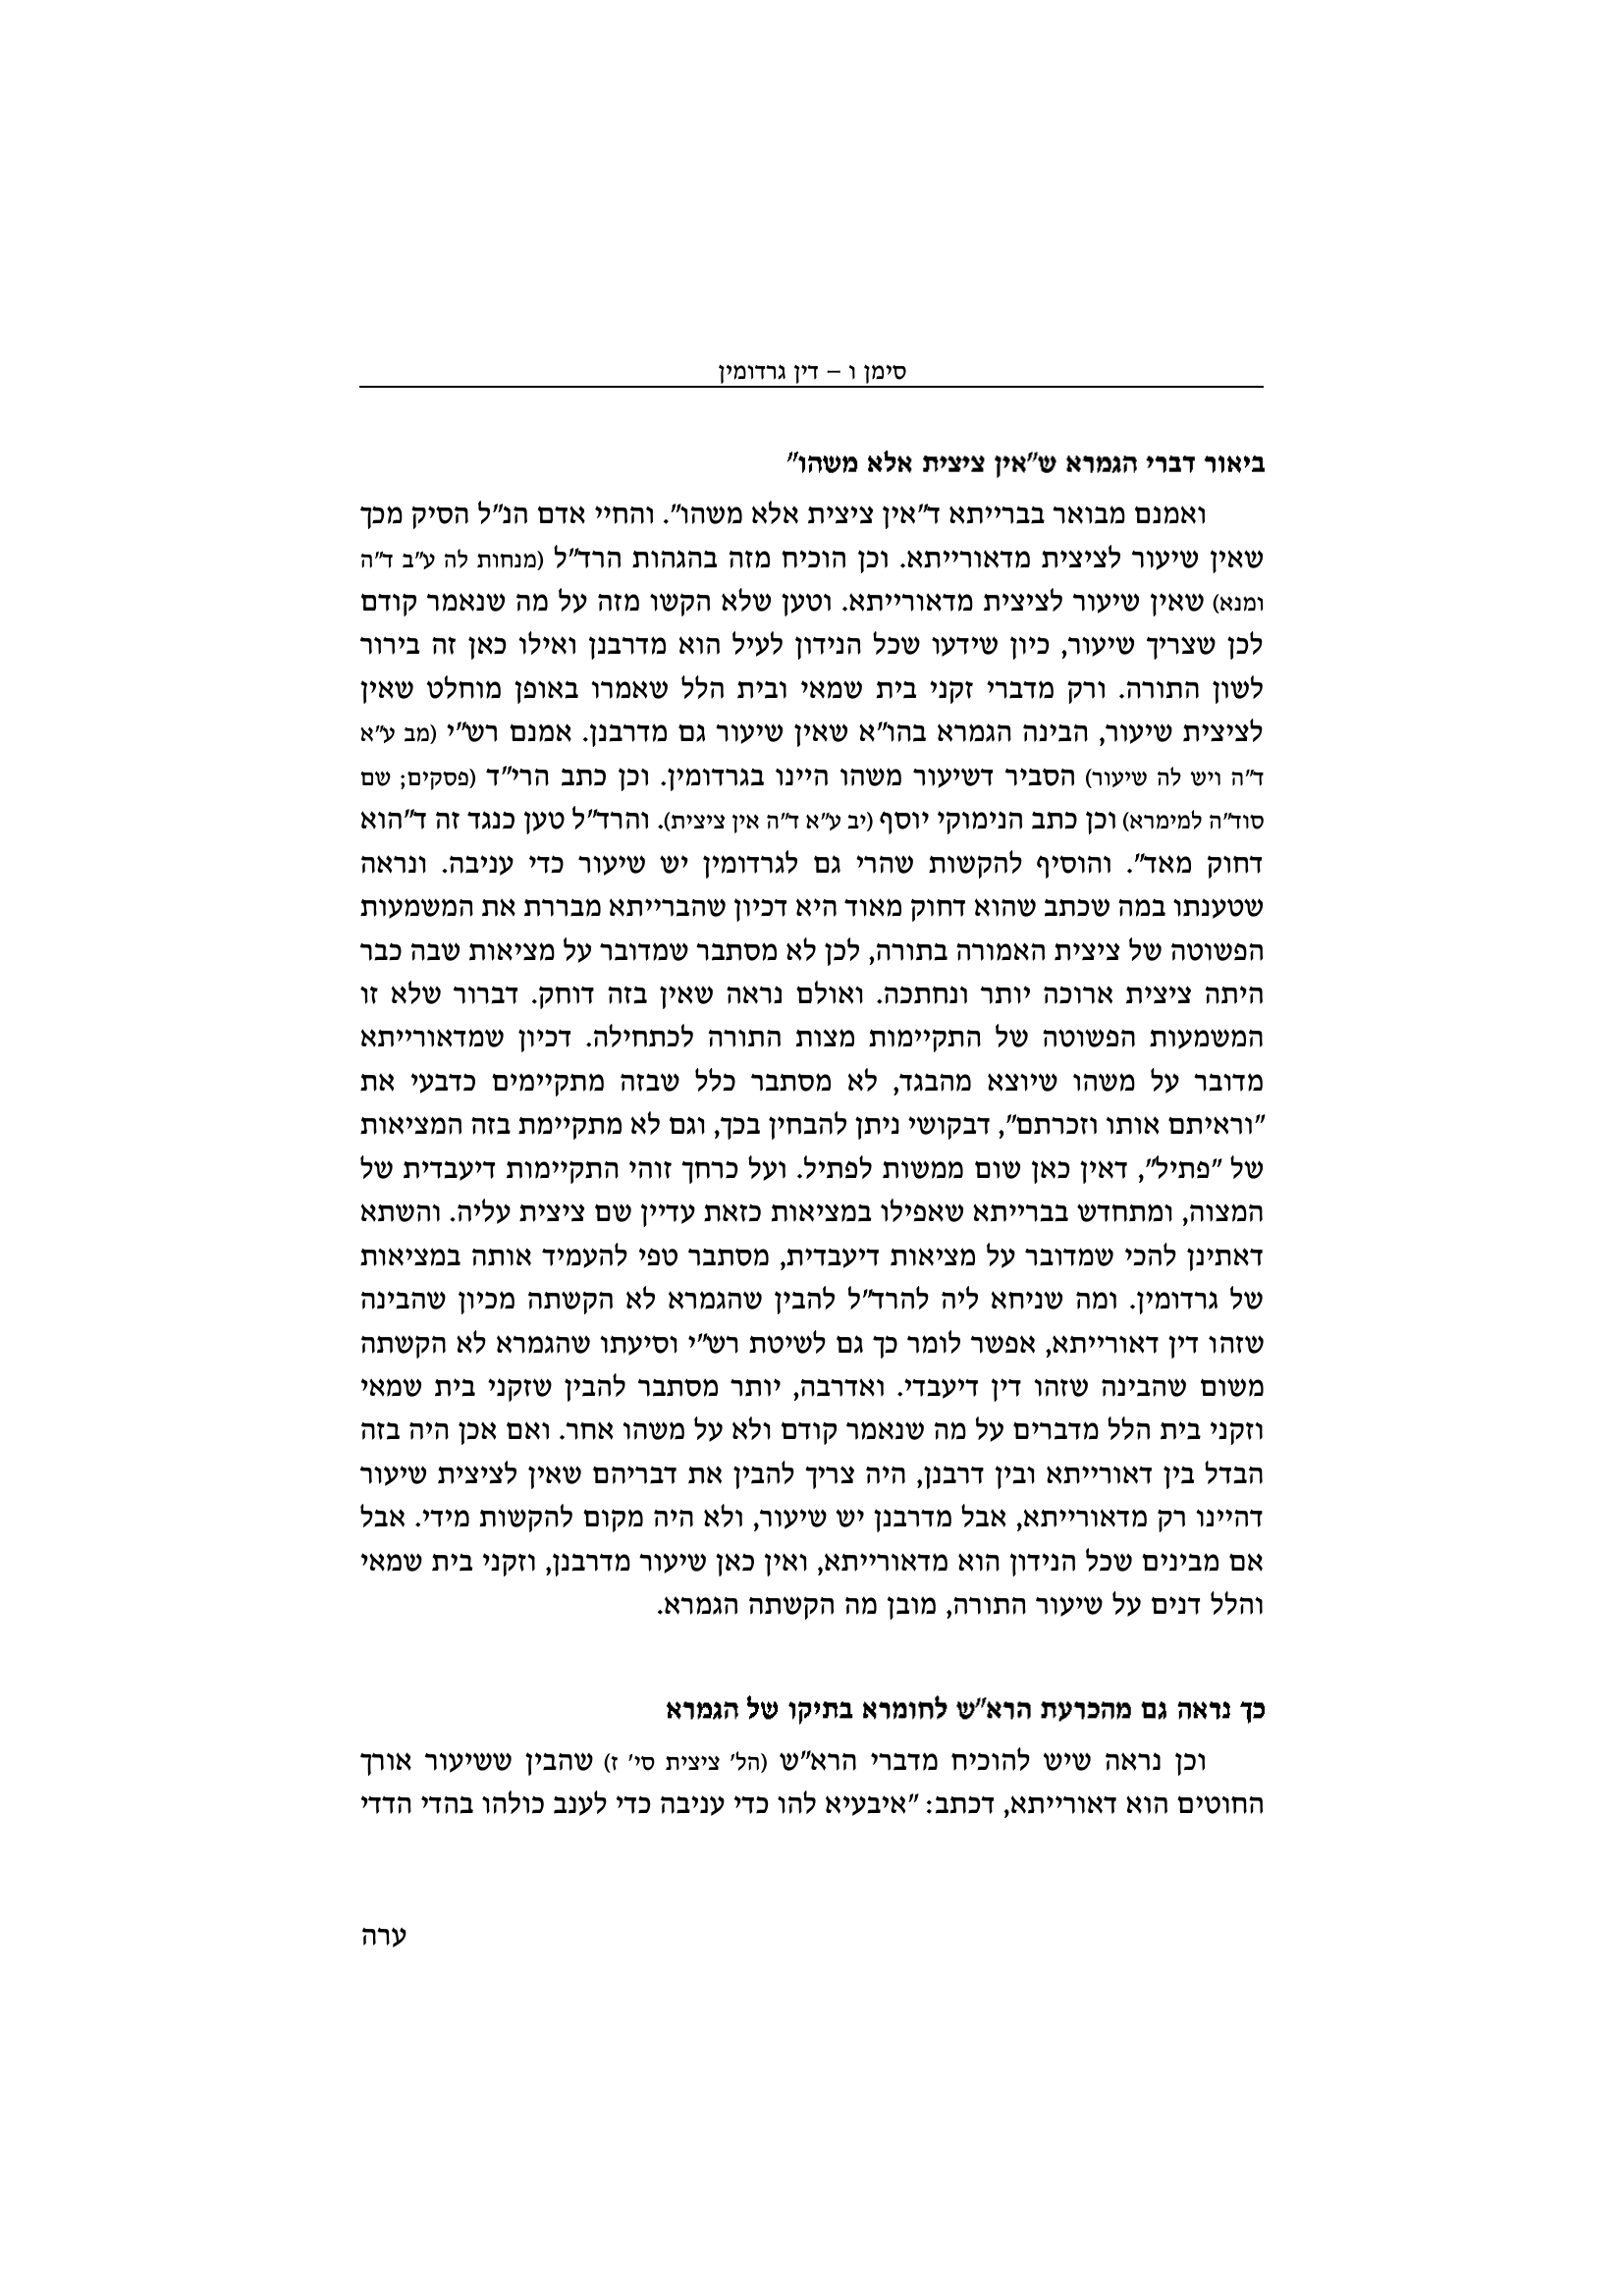 סימן ו – דין גרדומין
ביאור דברי הגמרא ש"אין ציצית אלא משהו"
ואמנם מבואר בברייתא ד"אין ציצית אלא משהו". והחיי אדם הנ"ל הסיק מכך
שאין שיעור לציצית מדאורייתא. וכן הוכיח מזה בהגהות הרד"ל (מנחות לה ע"ב ד"ה
ומנא) שאין שיעור לציצית מדאורייתא. וטען שלא הקשו מזה על מה שנאמר קודם
לכן שצריך שיעור, כיון שידעו שכל הנידון לעיל הוא מדרבנן ואילו כאן זה בירור
לשון התורה. ורק מדברי זקני בית שמאי ובית הלל שאמרו באופן מוחלט שאין
לציצית שיעור, הבינה הגמרא בהו"א שאין שיעור גם מדרבנן. אמנם רש"י (מב ע"א
ד"ה ויש לה שיעור) הסביר דשיעור משהו היינו בגרדומין. וכן כתב הרי"ד (פסקים; שם
סוד"ה למימרא) וכן כתב הנימוקי יוסף (יב ע"א ד"ה אין ציצית). והרד"ל טען כנגד זה ד"הוא
דחוק מאד". והוסיף להקשות שהרי גם לגרדומין יש שיעור כדי עניבה. ונראה
שטענתו במה שכתב שהוא דחוק מאוד היא דכיון שהברייתא מבררת את המשמעות
הפשוטה של ציצית האמורה בתורה, לכן לא מסתבר שמדובר על מציאות שבה כבר
היתה ציצית ארוכה יותר ונחתכה. ואולם נראה שאין בזה דוחק. דברור שלא זו
המשמעות הפשוטה של התקיימות מצות התורה לכתחילה. דכיון שמדאורייתא
מדובר על משהו שיוצא מהבגד, לא מסתבר כלל שבזה מתקיימים כדבעי את
"וראיתם אותו וזכרתם", דבקושי ניתן להבחין בכך, וגם לא מתקיימת בזה המציאות
של "פתיל", דאין כאן שום ממשות לפתיל. ועל כרחך זוהי התקיימות דיעבדית של
המצוה, ומתחדש בברייתא שאפילו במציאות כזאת עדיין שם ציצית עליה. והשתא
דאתינן להכי שמדובר על מציאות דיעבדית, מסתבר טפי להעמיד אותה במציאות
של גרדומין. ומה שניחא ליה להרד"ל להבין שהגמרא לא הקשתה מכיון שהבינה
שזהו דין דאורייתא, אפשר לומר כך גם לשיטת רש"י וסיעתו שהגמרא לא הקשתה
משום שהבינה שזהו דין דיעבדי. ואדרבה, יותר מסתבר להבין שזקני בית שמאי
וזקני בית הלל מדברים על מה שנאמר קודם ולא על משהו אחר. ואם אכן היה בזה
הבדל בין דאורייתא ובין דרבנן, היה צריך להבין את דבריהם שאין לציצית שיעור
דהיינו רק מדאורייתא, אבל מדרבנן יש שיעור, ולא היה מקום להקשות מידי. אבל
אם מבינים שכל הנידון הוא מדאורייתא, ואין כאן שיעור מדרבנן, וזקני בית שמאי
והלל דנים על שיעור התורה, מובן מה הקשתה הגמרא.
כך נראה גם מהכרעת הרא"ש לחומרא בתיקו של הגמרא
וכן נראה שיש להוכיח מדברי הרא"ש (הל' ציצית סי' ז) שהבין ששיעור אורך
החוטים הוא דאורייתא, דכתב: "איבעיא להו כדי עניבה כדי לענב כולהו בהדי הדדי
ערה